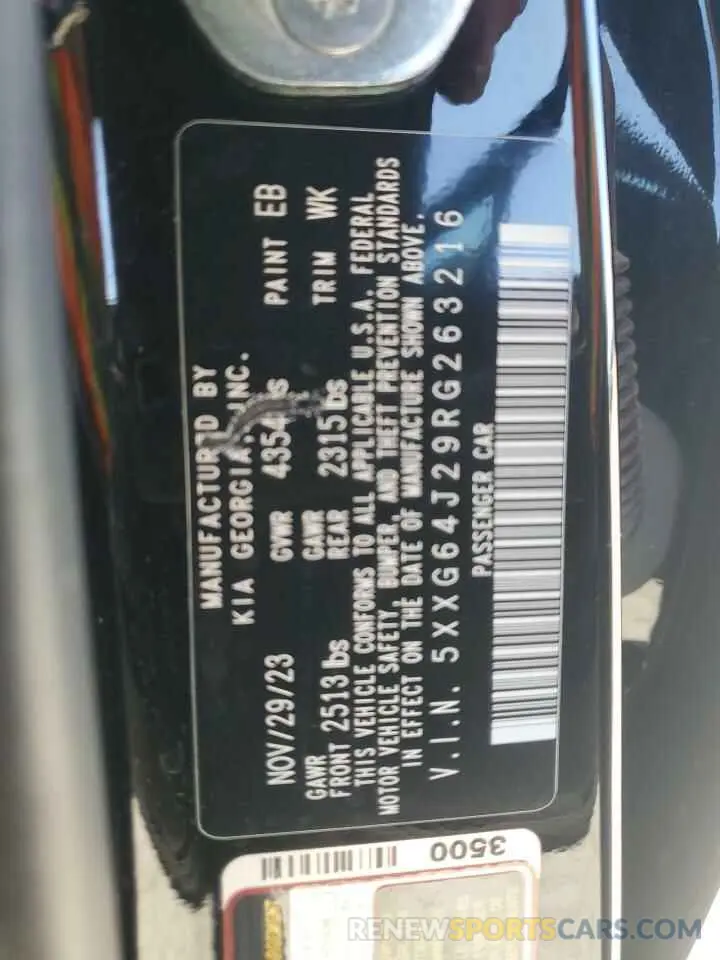 MANUFACTURED BY
KIA GEORGIA, INC.
NOV/29/23 GVWR 4354 lbs PAINT EB
GAWR GAWR TRIM WK
FRONT 2513 lbs REAR 2315 lbs
THIS VEHICLE CONFORMS TO ALL APPLICABLE U.S.A. FEDERAL
MOTOR VEHICLE SAFETY, BUMPER, AND THEFT PREVENTION STANDARDS
IN EFFECT ON THE DATE OF MANUFACTURE SHOWN ABOVE.
V.I.N. 5XXG64J29RG263216
PASSENGER CAR
3500
RENEWSPORTSCARS.COM